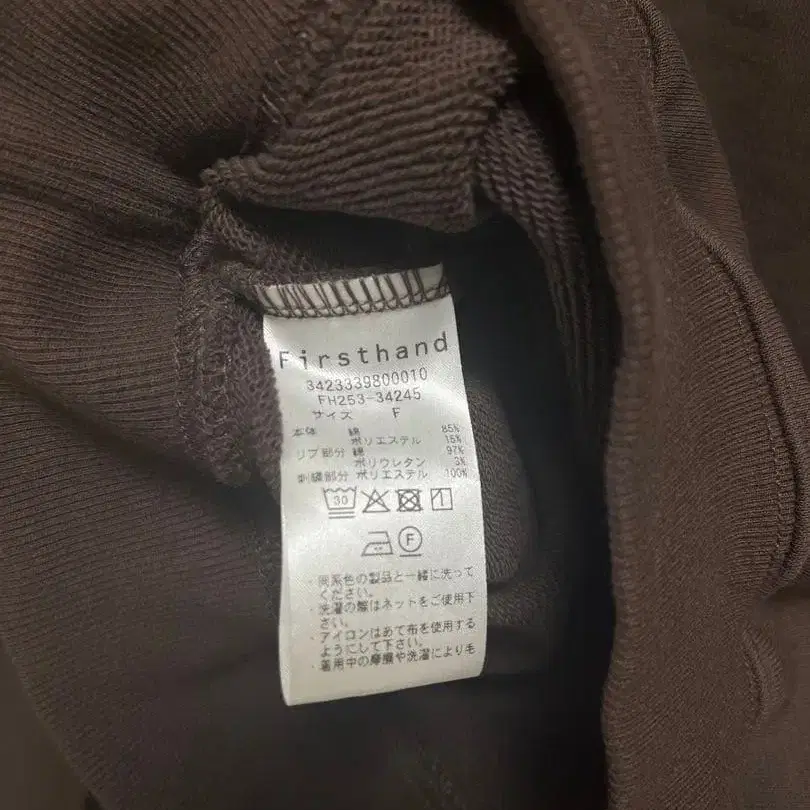 Firsthand
3423339800010
FH253-34245
サイズ F
本体 綿 85%
ポリエステル 15%
リブ部分 綿 97%
ポリウレタン 3%
刺繍部分 ポリエステル 100%
30
F
・同系色の製品と一緒に洗って
ください。
・洗濯の際はネットをご使用下
さい。
・アイロンはあて布を使用する
ようにして下さい。
・着用中の摩擦や洗濯により毛